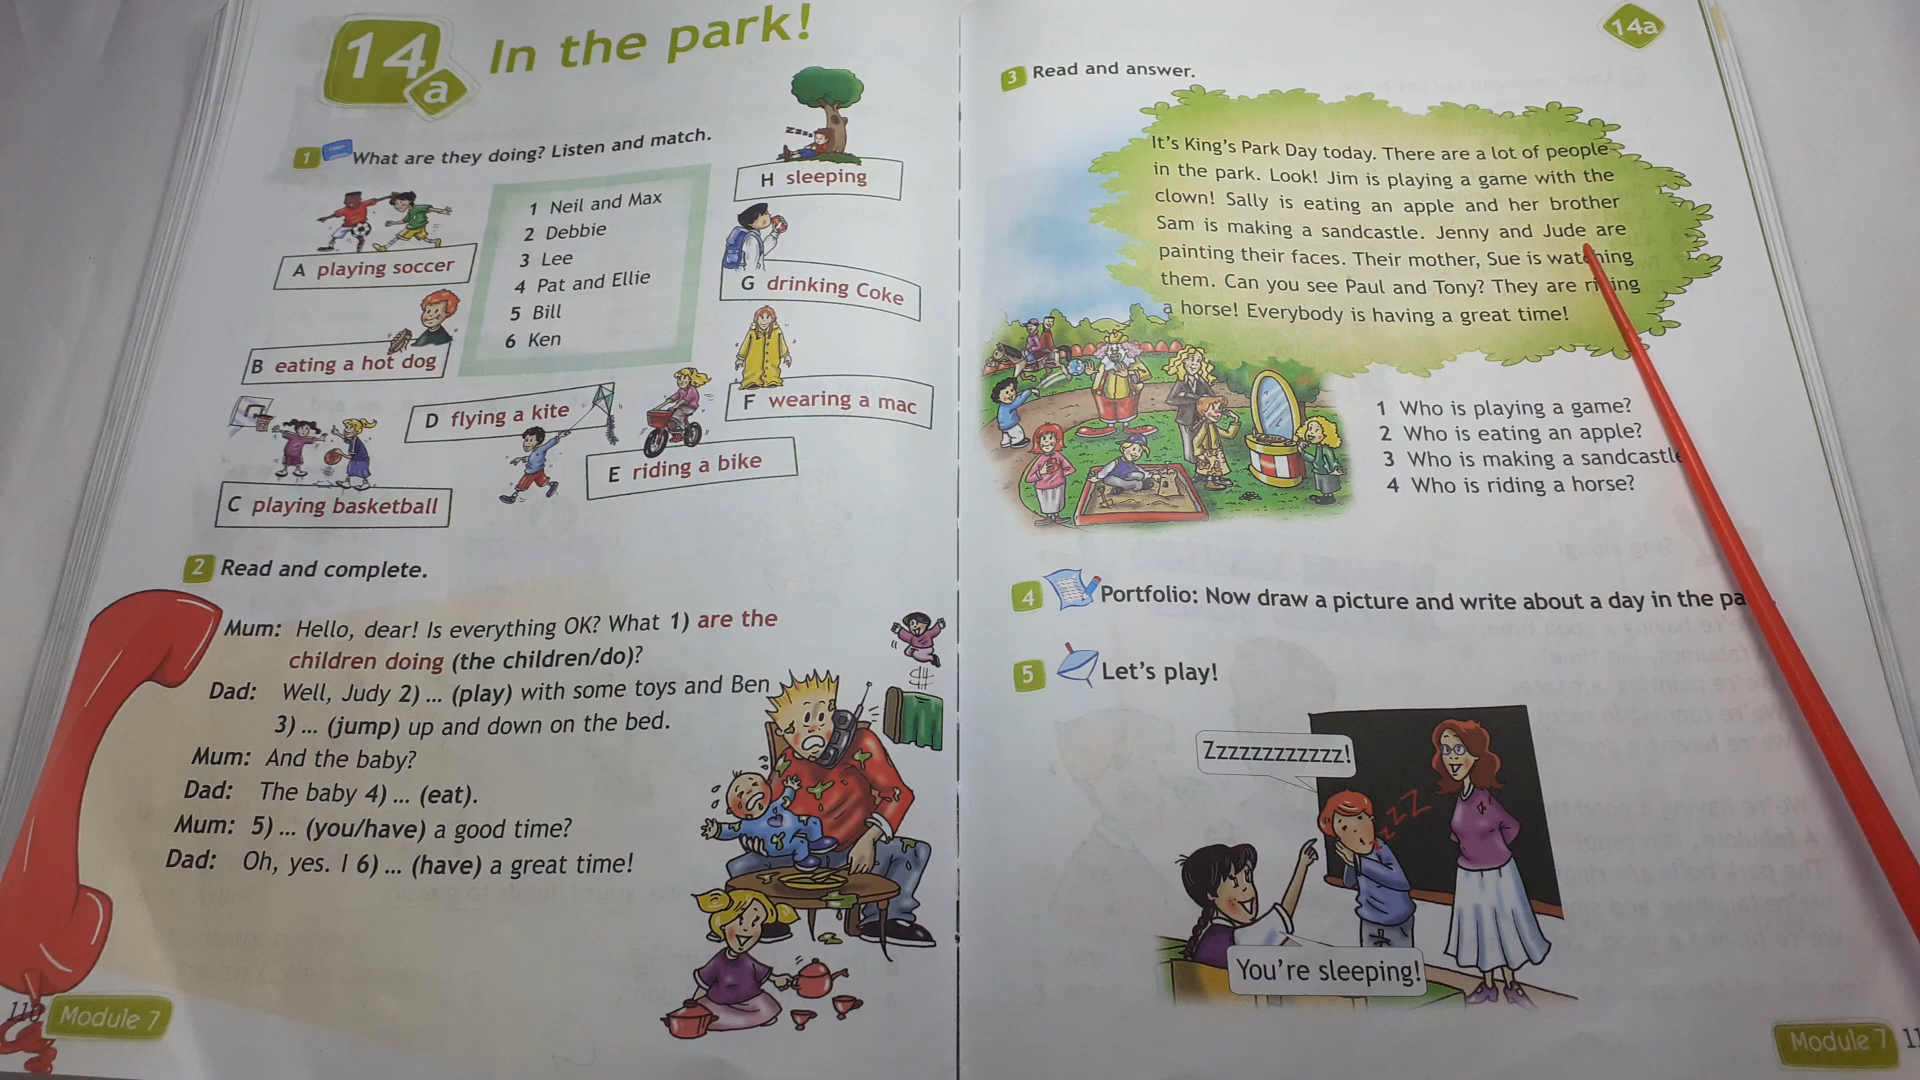 14
a
In the park!
1 What are they doing? Listen and match.
A playing soccer
B eating a hot dog
C playing basketball
1 Neil and Max
2 Debbie
3 Lee
4 Pat and Ellie
5 Bill
6 Ken
D flying a kite
E riding a bike
zzzz
H sleeping
G drinking Coke
F wearing a mac
2 Read and complete.
Mum: Hello, dear! Is everything OK? What 1) are the
children doing (the children/do)?
Dad: Well, Judy 2) ... (play) with some toys and Ben
3) ... (jump) up and down on the bed.
Mum: And the baby?
Dad: The baby 4) ... (eat).
Mum: 5) ... (you/have) a good time?
Dad: Oh, yes. I 6) ... (have) a great time!
Module 7
14a
3 Read and answer.
It's King's Park Day today. There are a lot of people
in the park. Look! Jim is playing a game with the
clown! Sally is eating an apple and her brother
Sam is making a sandcastle. Jenny and Jude are
painting their faces. Their mother, Sue is watching
them. Can you see Paul and Tony? They are riding
a horse! Everybody is having a great time!
1 Who is playing a game?
2 Who is eating an apple?
3 Who is making a sandcastle
4 Who is riding a horse?
4 Portfolio: Now draw a picture and write about a day in the pa
5 Let's play!
Zzzzzzzzzzzz!
zzZZ
You're sleeping!
Module 7